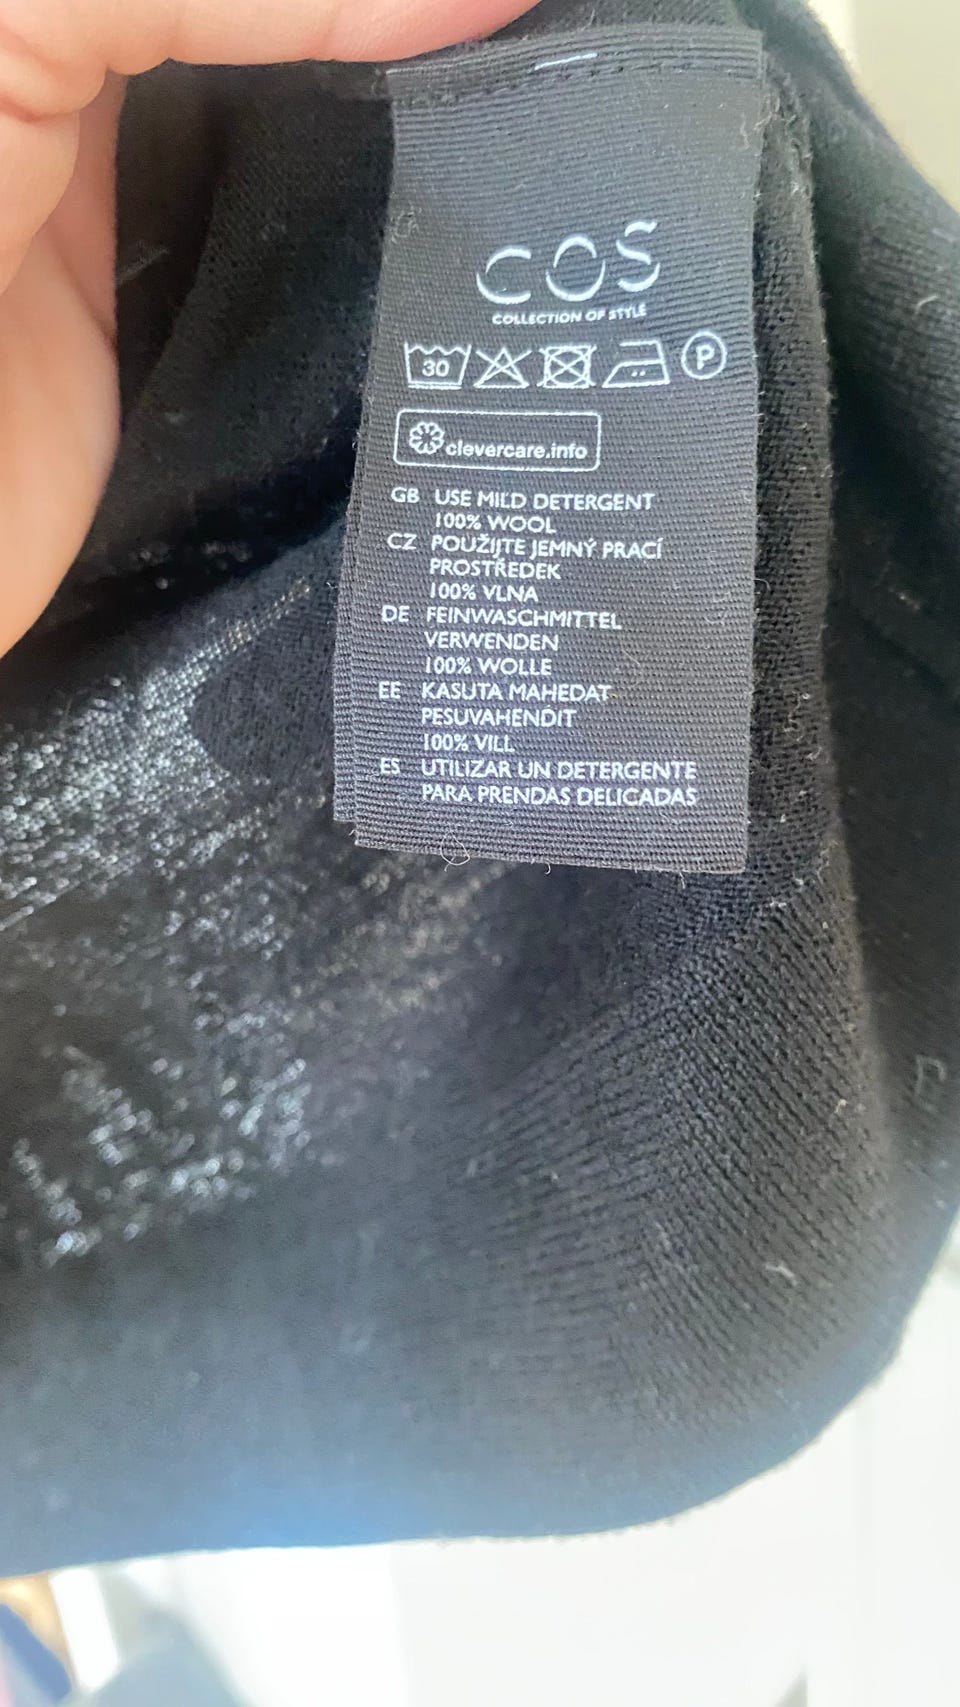 COS
COLLECTION OF STYLE
30 P
clevercare.info
GB USE MILD DETERGENT
100% WOOL
CZ POUŽIJTE JEMNÝ PRACÍ
PROSTŘEDEK
100% VLNA
DE FEINWASCHMITTEL
VERWENDEN
100% WOLLE
EE KASUTA MAHEDAT
PESUVAHENDIT
100% VILL
ES UTILIZAR UN DETERGENTE
PARA PRENDAS DELICADAS